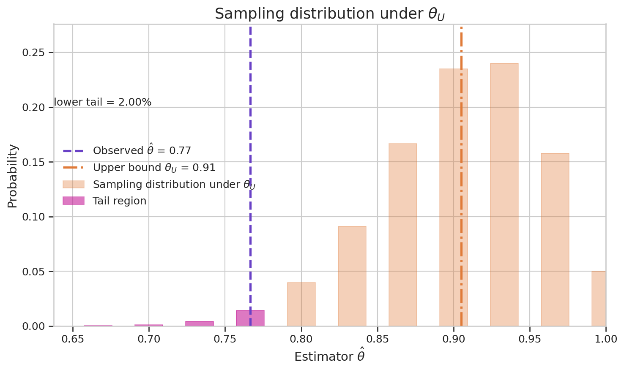 Sampling distribution under θ_U
0.25
0.20
0.15
0.10
0.05
0.00
Probability
lower tail = 2.00%
Observed θ̂ = 0.77
Upper bound θ_U = 0.91
Sampling distribution under θ_U
Tail region
0.65 0.70 0.75 0.80 0.85 0.90 0.95 1.00
Estimator θ̂